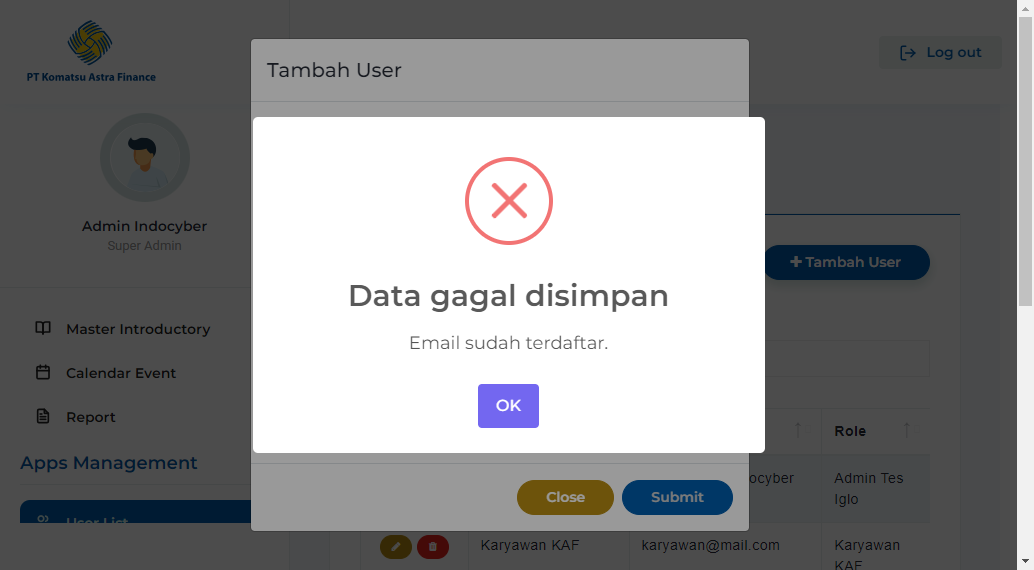 PT Komatsu Astra Finance
Tambah User
Log out
Admin Indocyber
Super Admin
Tambah User
Data gagal disimpan
Email sudah terdaftar.
OK
Master Introductory
Calendar Event
Report
Apps Management
User List
Role
ocyber
Admin Tes
Iglo
Close
Submit
Karyawan KAF
karyawan@mail.com
Karyawan
KAF